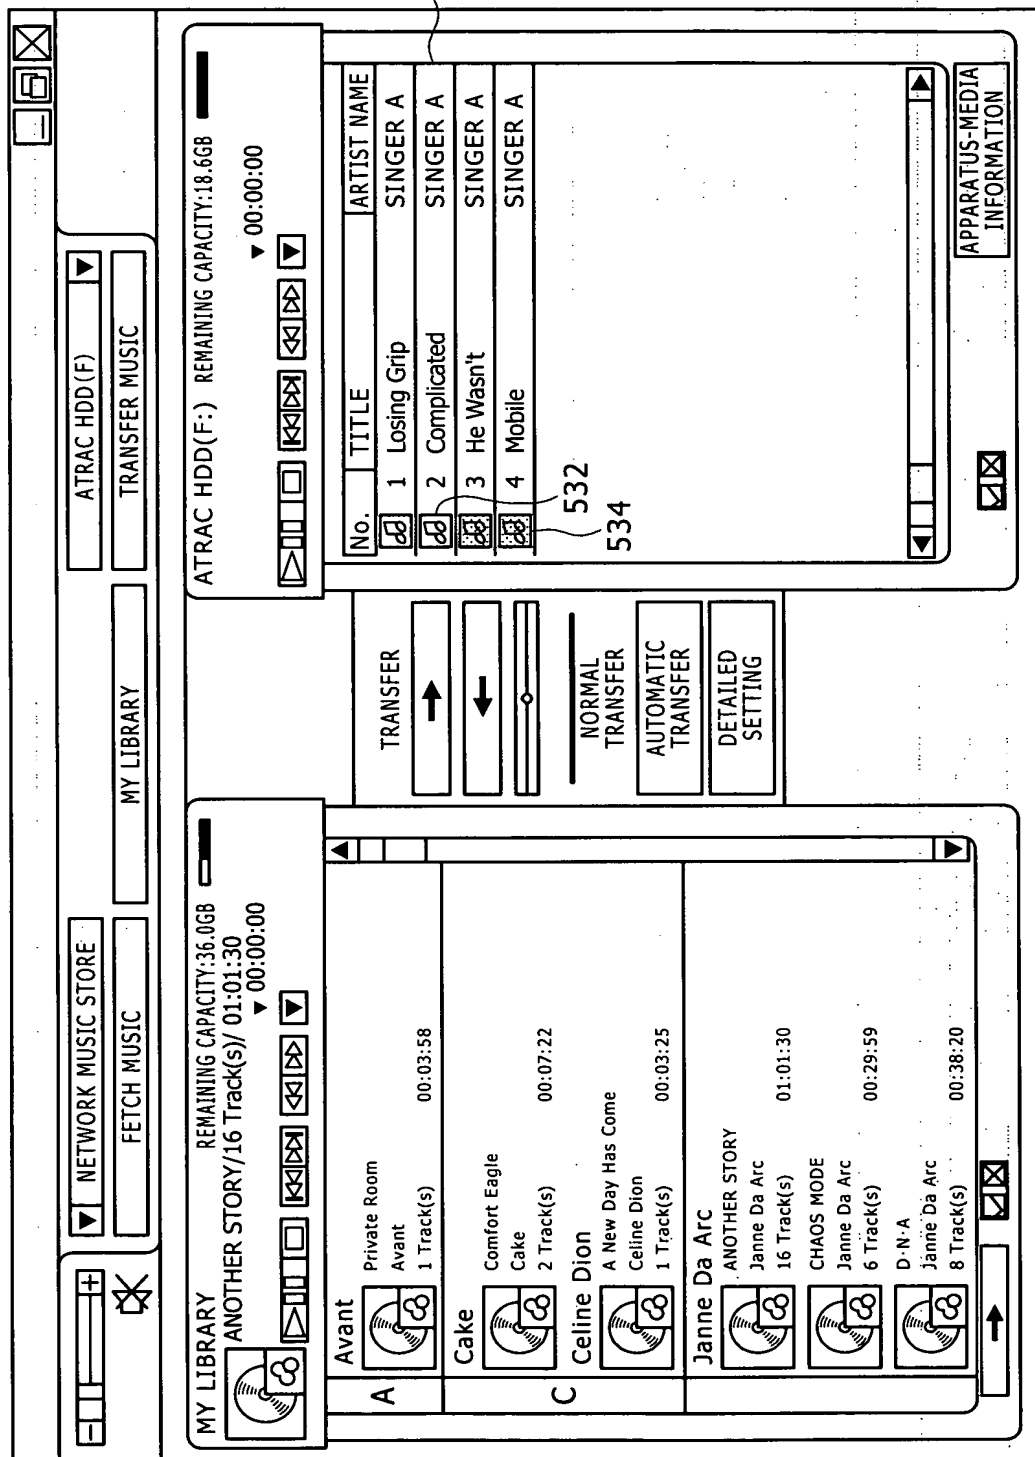 NETWORK MUSIC STORE
FETCH MUSIC
MY LIBRARY
ATRAC HDD(F)
TRANSFER MUSIC
MY LIBRARY
REMAINING CAPACITY:36.0GB
ANOTHER STORY/16 Track(s)/ 01:01:30
00:00:00
A
Avant
Private Room
Avant
1 Track(s) 00:03:58
C
Cake
Comfort Eagle
Cake
2 Track(s) 00:07:22
Celine Dion
A New Day Has Come
Celine Dion
1 Track(s) 00:03:25
Janne Da Arc
ANOTHER STORY
Janne Da Arc
16 Track(s) 01:01:30
CHAOS MODE
Janne Da Arc
6 Track(s) 00:29:59
D·N·A
Janne Da Arc
8 Track(s) 00:38:20
TRANSFER
NORMAL
TRANSFER
AUTOMATIC
TRANSFER
DETAILED
SETTING
ATRAC HDD(F:) REMAINING CAPACITY:18.6GB
00:00:00
No. TITLE ARTIST NAME
1 Losing Grip SINGER A
2 Complicated SINGER A
3 He Wasn't SINGER A
4 Mobile SINGER A
532
534
APPARATUS-MEDIA
INFORMATION